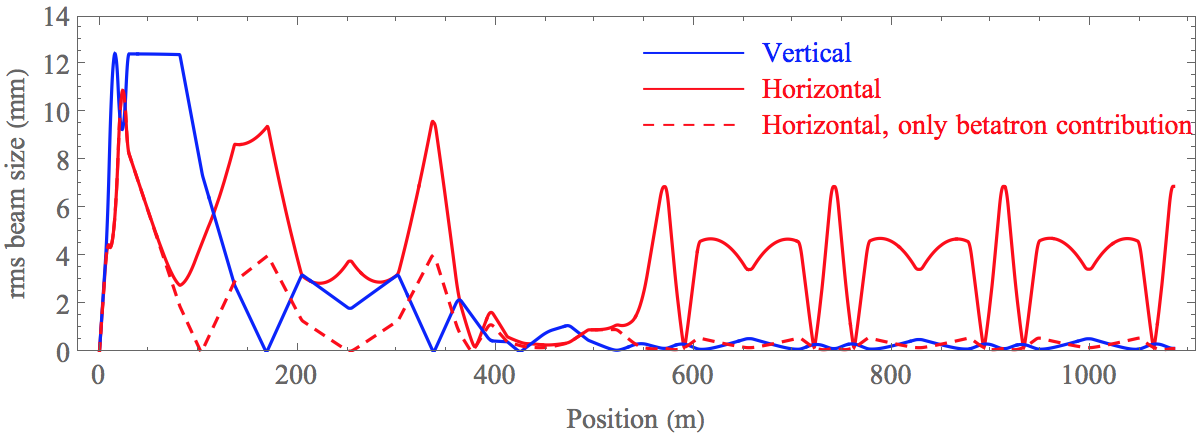 14
12
10
8
6
4
2
0
rms beam size (mm)
Vertical
Horizontal
Horizontal, only betatron contribution
0 200 400 600 800 1000
Position (m)